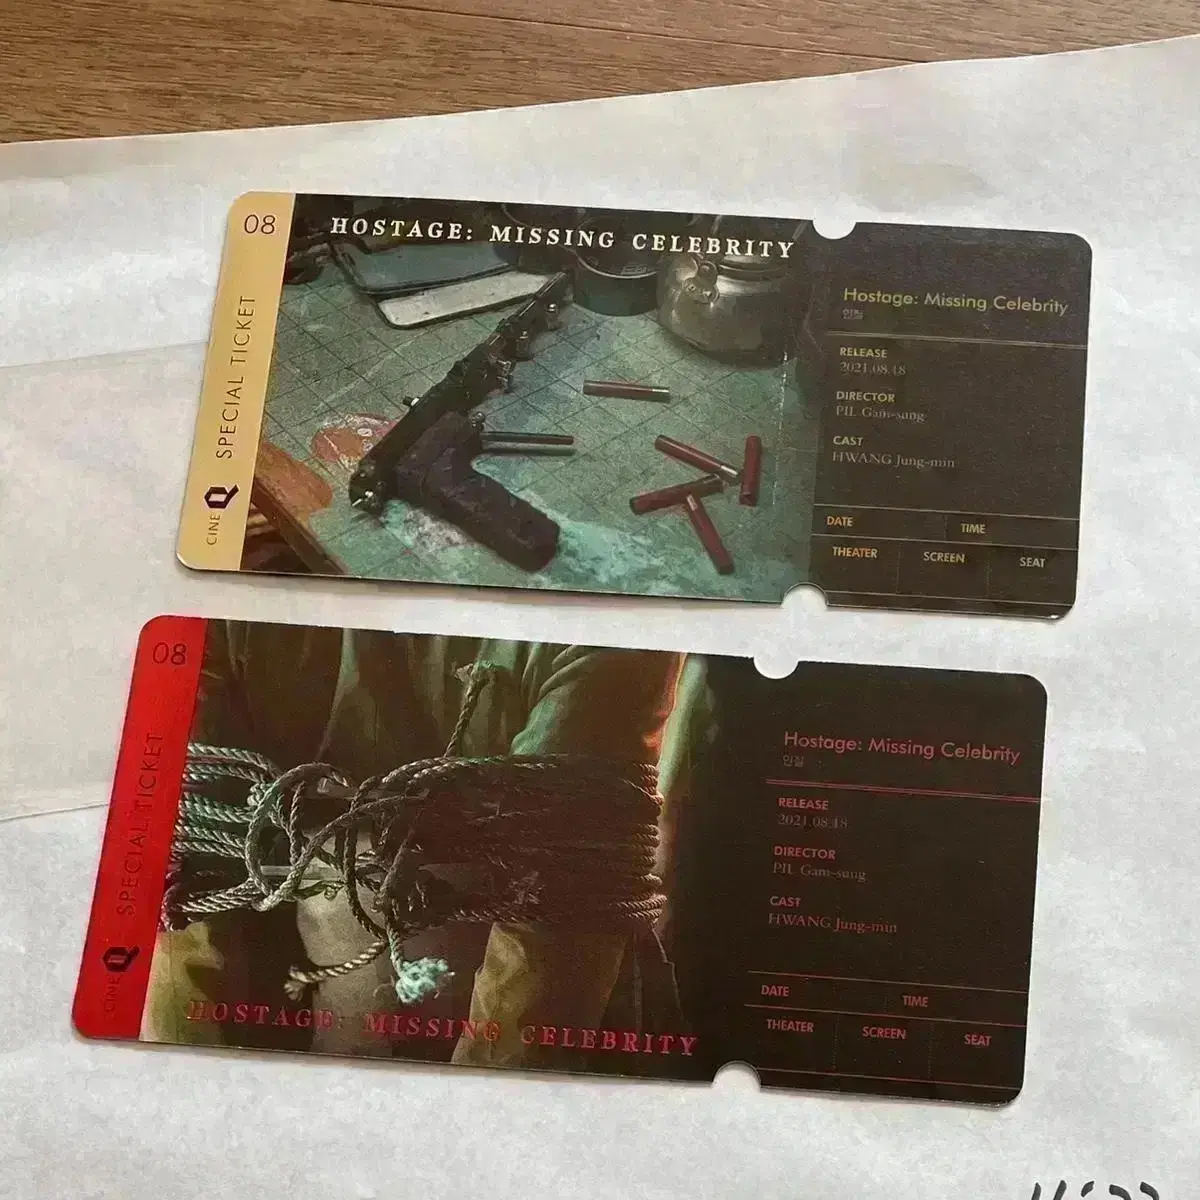 08
SPECIAL TICKET
CINE Q
HOSTAGE: MISSING CELEBRITY
Hostage: Missing Celebrity
인질
RELEASE
2021.08.18
DIRECTOR
PIL Gam-sung
CAST
HWANG Jung-min
DATE TIME
THEATER SCREEN SEAT
08
SPECIAL TICKET
CINE Q
HOSTAGE: MISSING CELEBRITY
Hostage: Missing Celebrity
인질
RELEASE
2021.08.18
DIRECTOR
PIL Gam-sung
CAST
HWANG Jung-min
DATE TIME
THEATER SCREEN SEAT